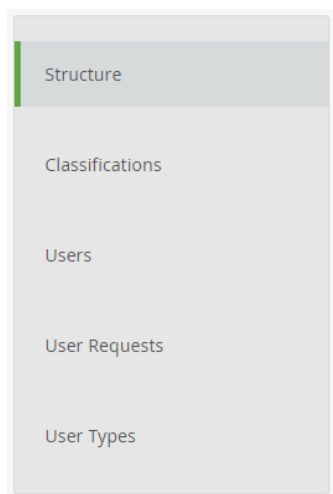 Structure
Classifications
Users
User Requests
User Types